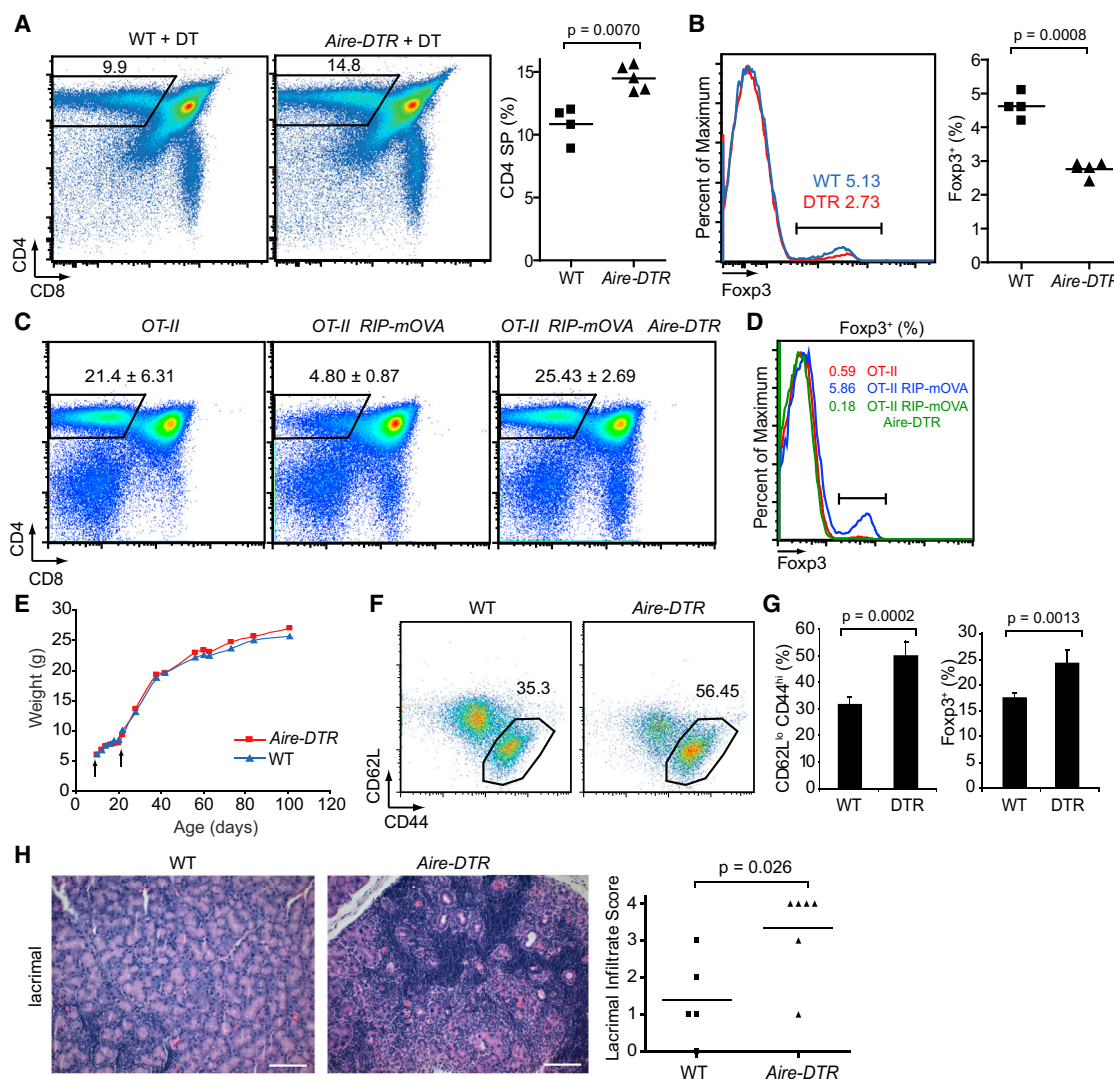 A
WT + DT
Aire-DTR + DT
9.9
14.8
CD4
CD8
p = 0.0070
CD4 SP (%)
15
10
5
0
WT
Aire-DTR
B
Percent of Maximum
WT 5.13
DTR 2.73
Foxp3
p = 0.0008
Foxp3⁺ (%)
6
5
4
3
2
1
0
WT
Aire-DTR
C
OT-II
OT-II RIP-mOVA
OT-II RIP-mOVA Aire-DTR
21.4 ± 6.31
4.80 ± 0.87
25.43 ± 2.69
CD4
CD8
D
Foxp3⁺ (%)
0.59 OT-II
5.86 OT-II RIP-mOVA
0.18 OT-II RIP-mOVA
Aire-DTR
Percent of Maximum
Foxp3
E
Weight (g)
30
25
20
15
10
5
0
0 20 40 60 80 100 120
Age (days)
Aire-DTR
WT
F
WT
Aire-DTR
35.3
56.45
CD62L
CD44
G
p = 0.0002
CD62Lˡᵒ CD44ʰⁱ (%)
60
50
40
30
20
10
0
WT DTR
p = 0.0013
Foxp3⁺ (%)
30
25
20
15
10
5
0
WT DTR
H
WT
Aire-DTR
lacrimal
p = 0.026
Lacrimal Infiltrate Score
4
3
2
1
0
WT
Aire-DTR